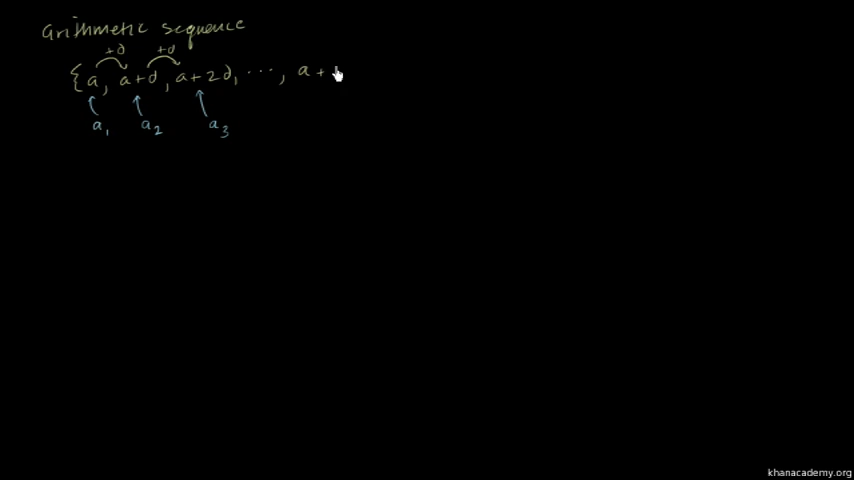 arithmetic sequence
+d +d
{a, a+d, a+2d, ..., a+
a₁ a₂ a₃
khanacademy.org